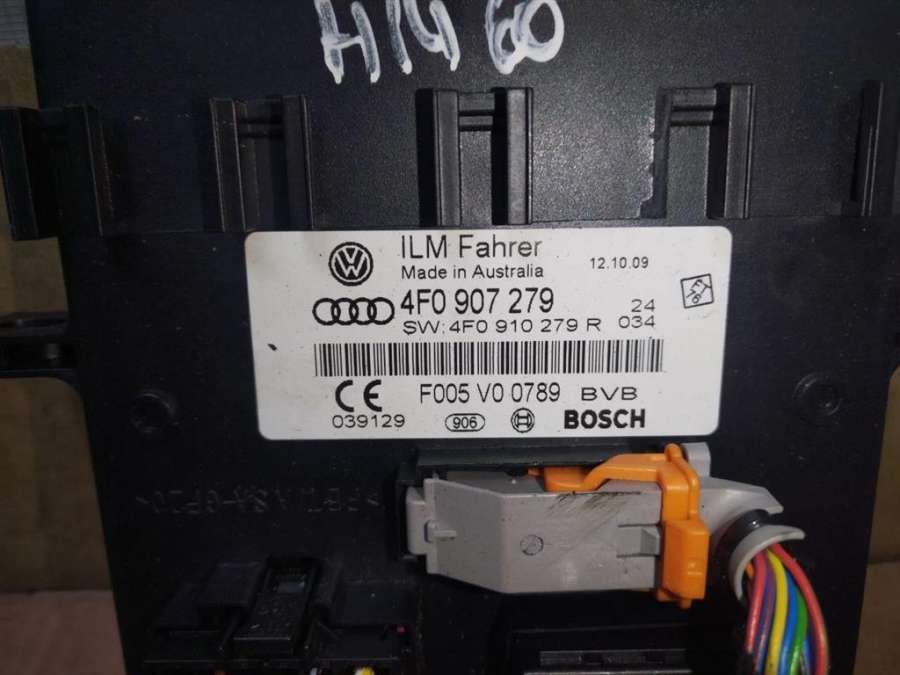 H14 60
ILM Fahrer
Made in Australia
12.10.09
4F0 907 279
24
SW:4F0 910 279 R 034
F005 V0 0789 BVB
CE
039129
906
BOSCH